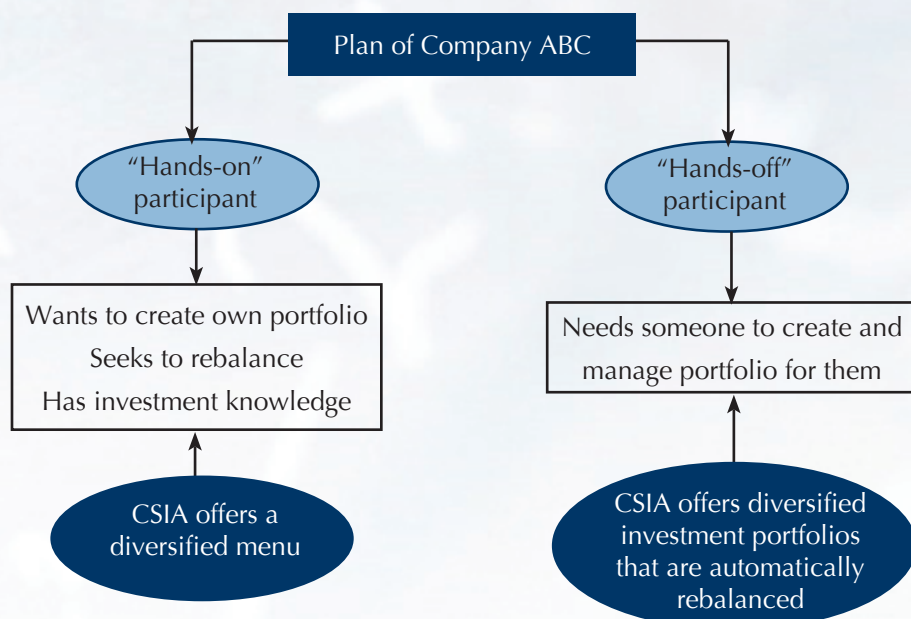 Plan of Company ABC
“Hands-on”
participant
“Hands-off”
participant
Wants to create own portfolio
Seeks to rebalance
Has investment knowledge
Needs someone to create and
manage portfolio for them
CSIA offers a
diversified menu
CSIA offers diversified
investment portfolios
that are automatically
rebalanced